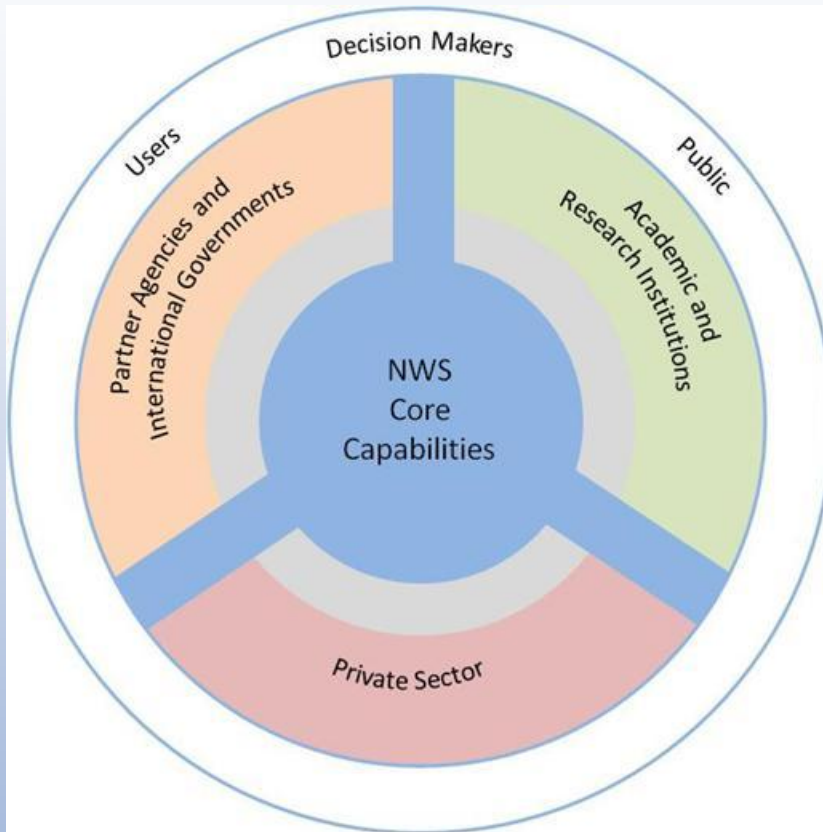 Decision Makers
Users
Public
Partner Agencies and
International Governments
Academic and
Research Institutions
NWS
Core
Capabilities
Private Sector